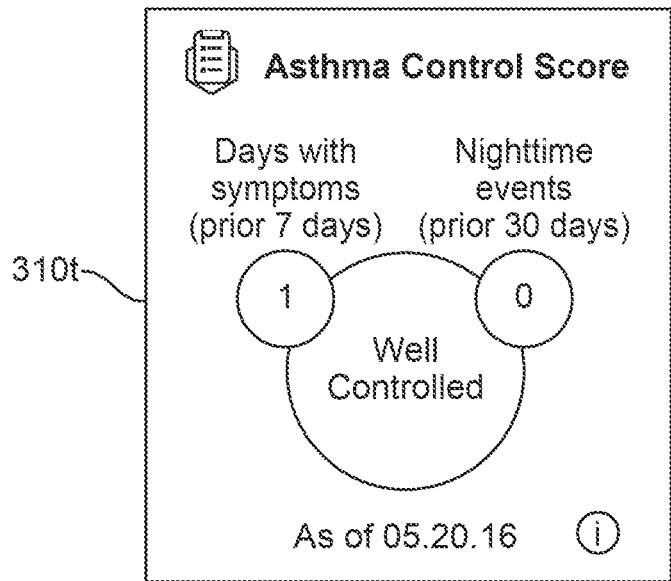 Asthma Control Score
Days with
symptoms
(prior 7 days)
Nighttime
events
(prior 30 days)
310t
1
0
Well
Controlled
As of 05.20.16
i